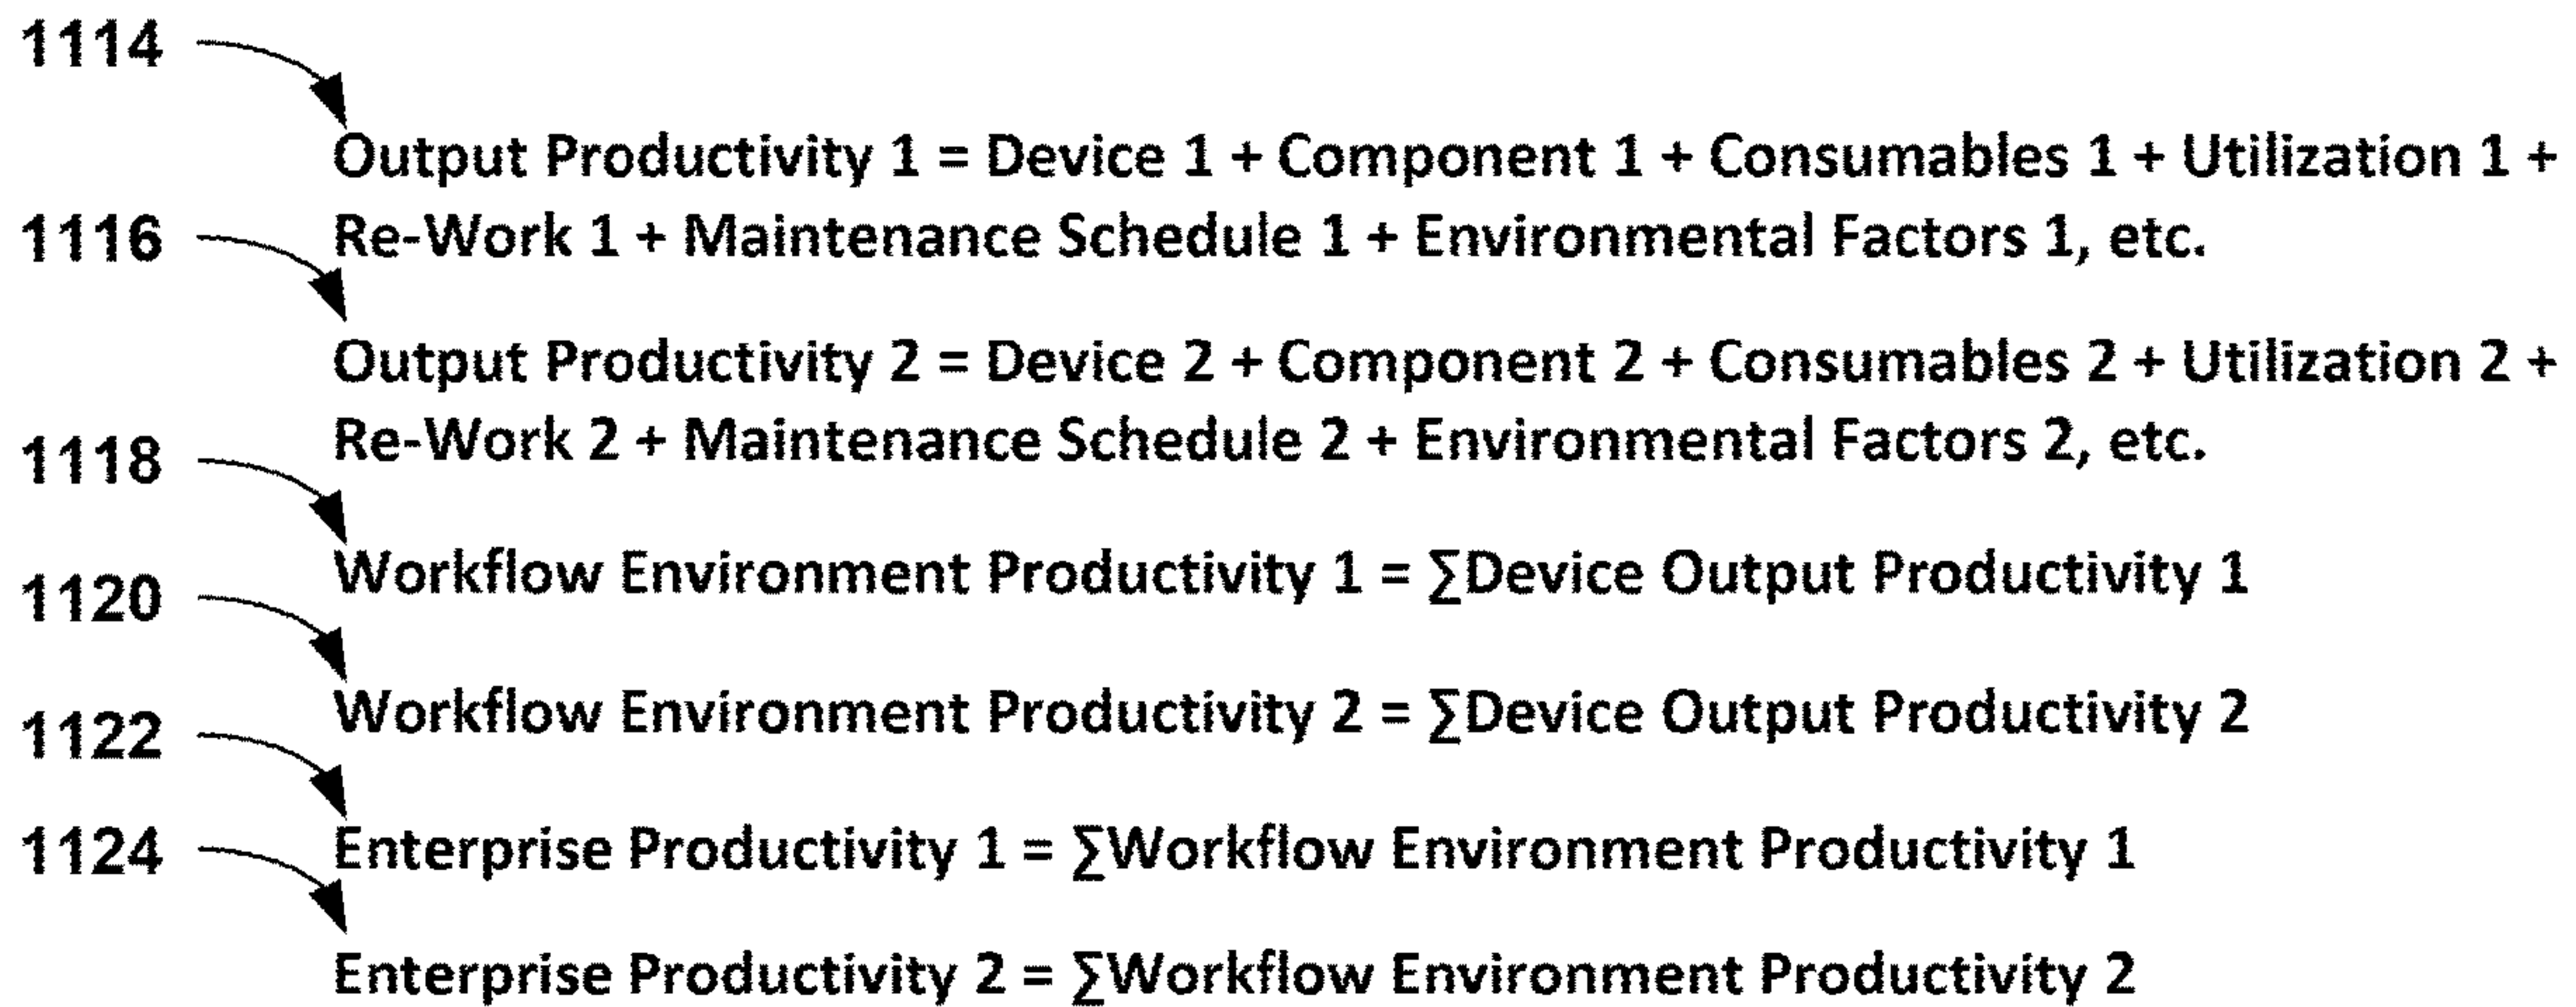 1114
Output Productivity 1 = Device 1 + Component 1 + Consumables 1 + Utilization 1 +
1116
Re-Work 1 + Maintenance Schedule 1 + Environmental Factors 1, etc.
Output Productivity 2 = Device 2 + Component 2 + Consumables 2 + Utilization 2 +
1118
Re-Work 2 + Maintenance Schedule 2 + Environmental Factors 2, etc.
Workflow Environment Productivity 1 = ∑Device Output Productivity 1
1120
Workflow Environment Productivity 2 = ∑Device Output Productivity 2
1122
Enterprise Productivity 1 = ∑Workflow Environment Productivity 1
1124
Enterprise Productivity 2 = ∑Workflow Environment Productivity 2